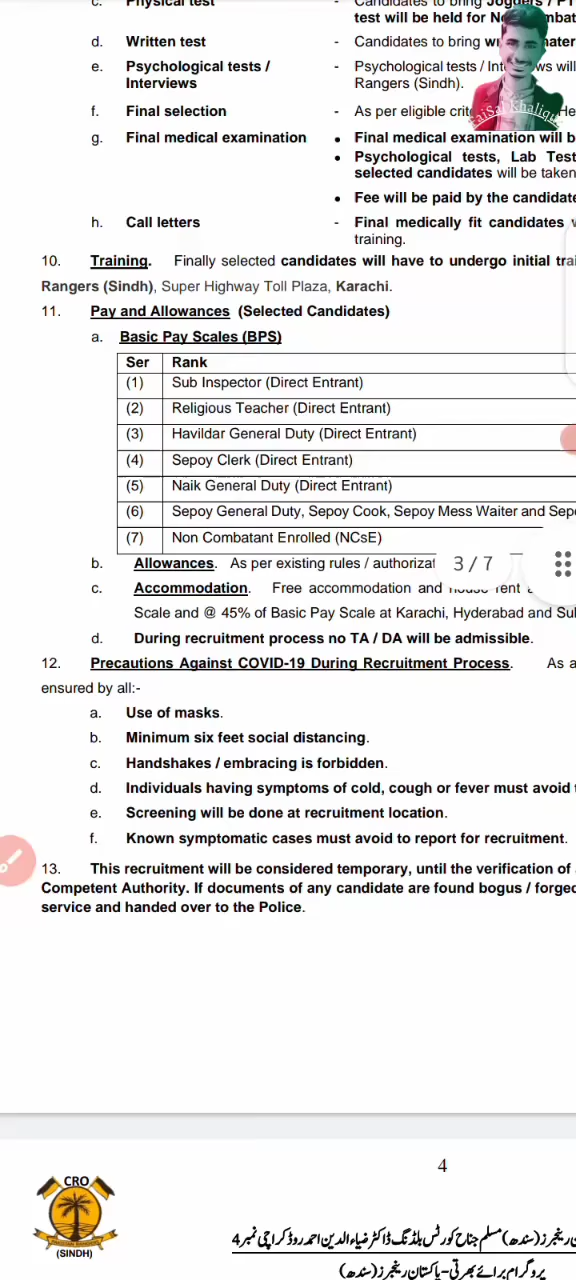 c. Physical test - Candidates to bring Joggers / PT
test will be held for
d. Written test - Candidates to bring
e. Psychological tests / - Psychological tests / will
Interviews Rangers (Sindh).
f. Final selection - As per eligible
FaiSal khalique
g. Final medical examination • Final medical examination will b
• Psychological tests, Lab Test
selected candidates will be taken
• Fee will be paid by the candidate
h. Call letters - Final medically fit candidates
training.
10. Training. Finally selected candidates will have to undergo initial trai
Rangers (Sindh), Super Highway Toll Plaza, Karachi.
11. Pay and Allowances (Selected Candidates)
a. Basic Pay Scales (BPS)
Ser Rank
(1) Sub Inspector (Direct Entrant)
(2) Religious Teacher (Direct Entrant)
(3) Havildar General Duty (Direct Entrant)
(4) Sepoy Clerk (Direct Entrant)
(5) Naik General Duty (Direct Entrant)
(6) Sepoy General Duty, Sepoy Cook, Sepoy Mess Waiter and Sep
(7) Non Combatant Enrolled (NCsE)
b. Allowances. As per existing rules / authorizat
3 / 7
c. Accommodation. Free accommodation and house rent
Scale and @ 45% of Basic Pay Scale at Karachi, Hyderabad and Su
d. During recruitment process no TA / DA will be admissible.
12. Precautions Against COVID-19 During Recruitment Process. As a
ensured by all:-
a. Use of masks.
b. Minimum six feet social distancing.
c. Handshakes / embracing is forbidden.
d. Individuals having symptoms of cold, cough or fever must avoid
e. Screening will be done at recruitment location.
f. Known symptomatic cases must avoid to report for recruitment.
13. This recruitment will be considered temporary, until the verification of
Competent Authority. If documents of any candidate are found bogus / forged
service and handed over to the Police.
4
CRO
(SINDH)
رینجرز (سندھ) مسلم جناح کورٹس بلڈنگ ڈاکٹر ضیاءالدین احمد روڈ کراچی نمبر 4
پروگرام برائے بھرتی - پاکستان رینجرز (سندھ)